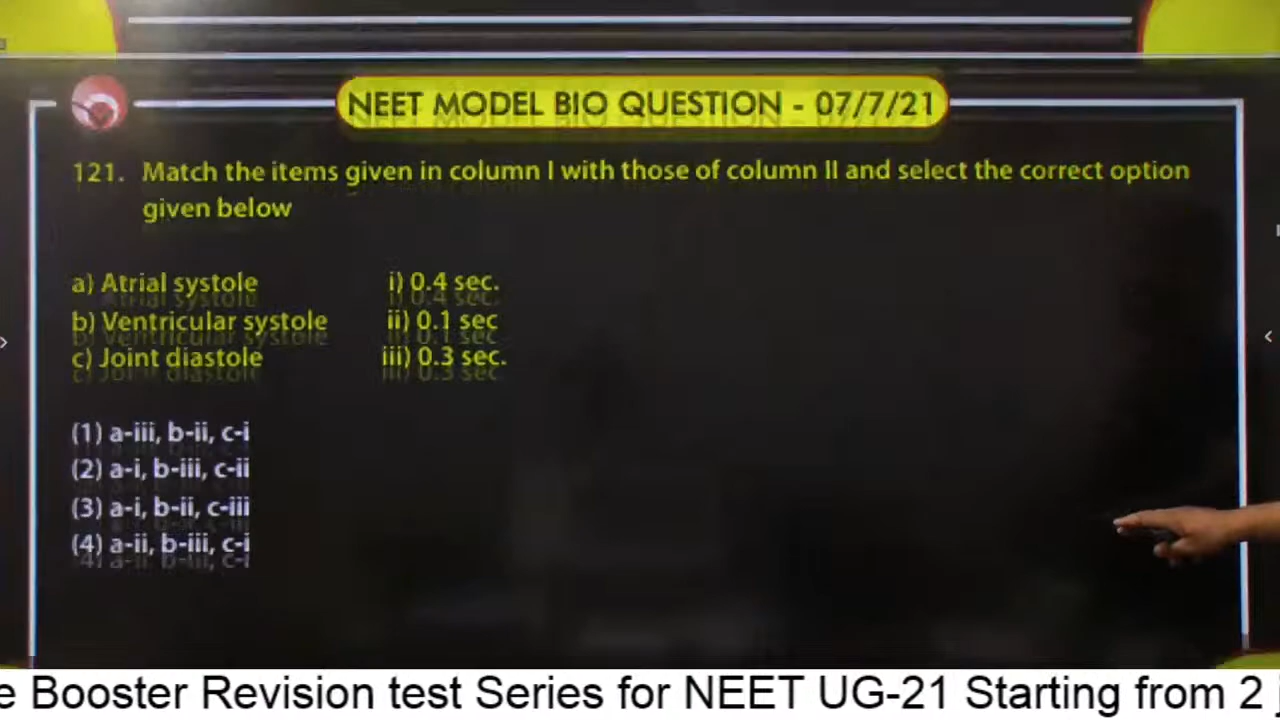 NEET MODEL BIO QUESTION - 07/7/21
121. Match the items given in column I with those of column II and select the correct option
given below
a) Atrial systole i) 0.4 sec.
b) Ventricular systole ii) 0.1 sec
c) Joint diastole iii) 0.3 sec.
(1) a-iii, b-ii, c-i
(2) a-i, b-iii, c-ii
(3) a-i, b-ii, c-iii
(4) a-ii, b-iii, c-i
Booster Revision test Series for NEET UG-21 Starting from 2